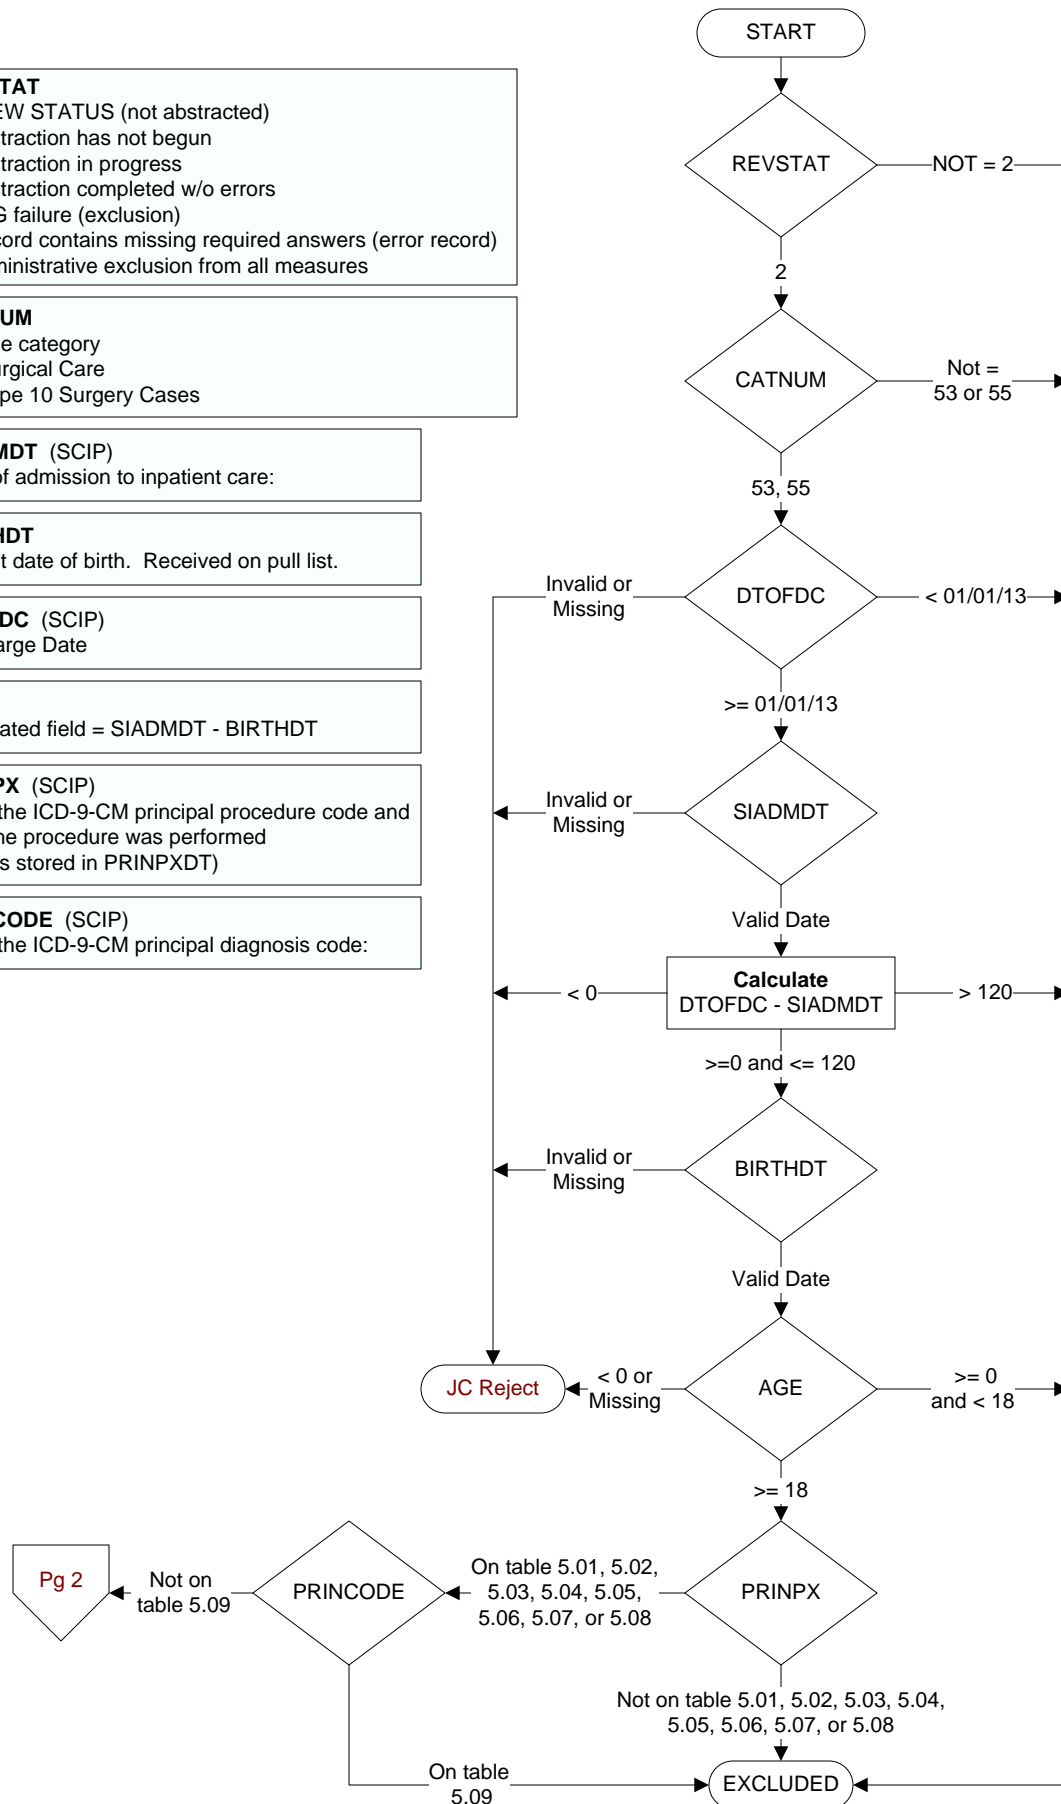 START
TAT
EW STATUS (not abstracted)
straction has not begun
straction in progress
straction completed w/o errors
G failure (exclusion)
cord contains missing required answers (error record)
ministrative exclusion from all measures
REVSTAT
NOT = 2
2
UM
e category
urgical Care
pe 10 Surgery Cases
CATNUM
Not =
53 or 55
MDT (SCIP)
of admission to inpatient care:
53, 55
HDT
t date of birth. Received on pull list.
Invalid or
Missing
DTOFDC
< 01/01/13
DC (SCIP)
arge Date
>= 01/01/13
ated field = SIADMDT - BIRTHDT
PX (SCIP)
the ICD-9-CM principal procedure code and
he procedure was performed
s stored in PRINPXDT)
Invalid or
Missing
SIADMDT
CODE (SCIP)
the ICD-9-CM principal diagnosis code:
Valid Date
< 0
Calculate
DTOFDC - SIADMDT
> 120
>=0 and <= 120
Invalid or
Missing
BIRTHDT
Valid Date
JC Reject
< 0 or
Missing
AGE
>= 0
and < 18
>= 18
Pg 2
Not on
table 5.09
PRINCODE
On table 5.01, 5.02,
5.03, 5.04, 5.05,
5.06, 5.07, or 5.08
PRINPX
Not on table 5.01, 5.02, 5.03, 5.04,
5.05, 5.06, 5.07, or 5.08
On table
5.09
EXCLUDED